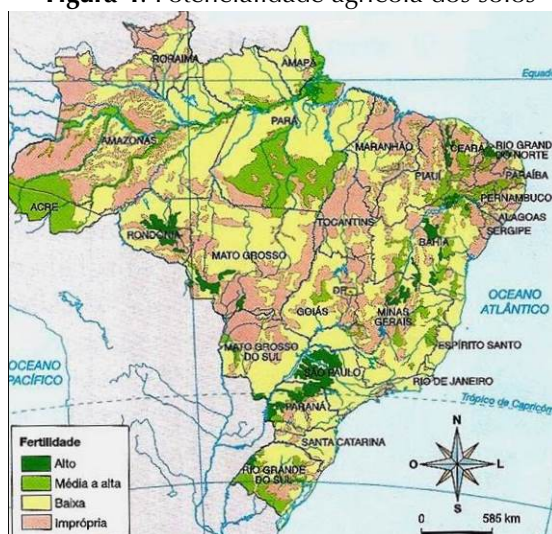 Figura 4. Potencialidade agrícola dos solos
RORAIMA
AMAPÁ
Equador
AMAZONAS
PARÁ
MARANHÃO
CEARÁ
RIO GRANDE
DO NORTE
PARAÍBA
PIAUÍ
PERNAMBUCO
ACRE
ALAGOAS
SERGIPE
TOCANTINS
RONDÔNIA
BAHIA
MATO GROSSO
DF
GOIÁS
MINAS
GERAIS
OCEANO
ATLÂNTICO
MATO GROSSO
DO SUL
ESPÍRITO SANTO
OCEANO
PACÍFICO
SÃO PAULO
RIO DE JANEIRO
Trópico de Capricórnio
PARANÁ
SANTA CATARINA
RIO GRANDE
DO SUL
Fertilidade
Alto
Média a alta
Baixa
Imprópria
N
O
L
S
0 585 km